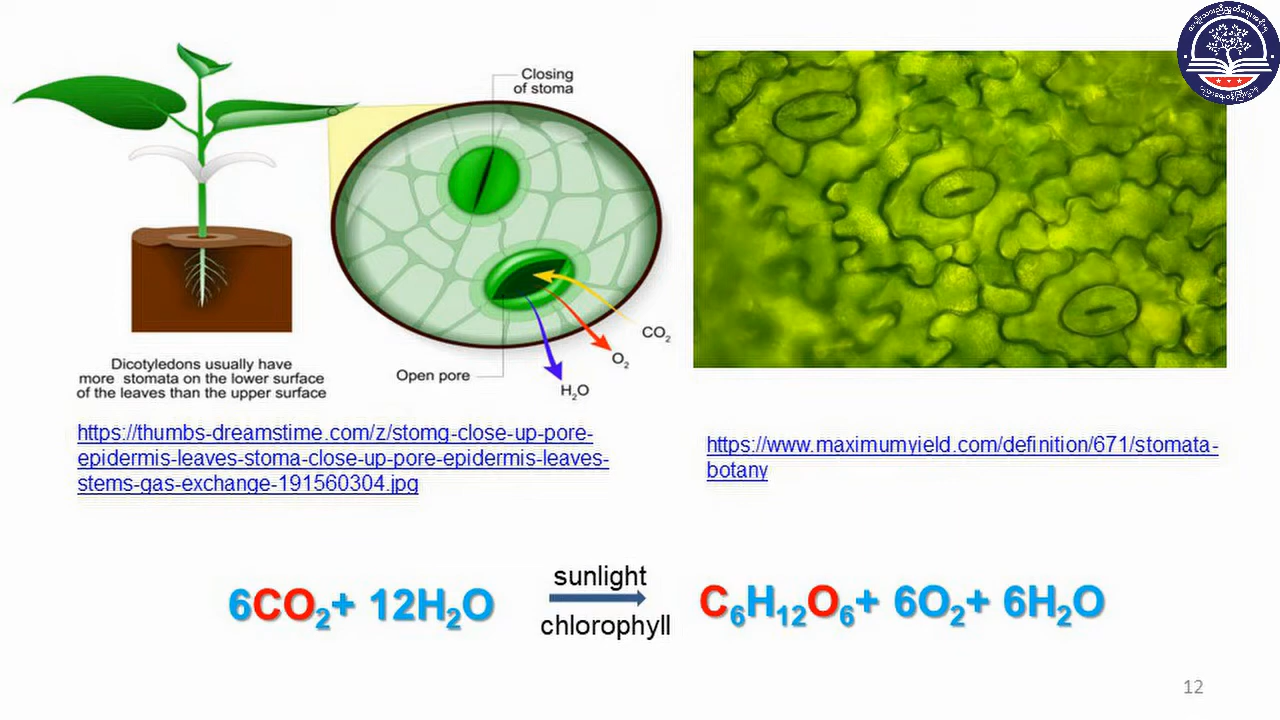 Closing
of stoma
CO₂
O₂
H₂O
Open pore
Dicotyledons usually have
more stomata on the lower surface
of the leaves than the upper surface
https://thumbs-dreamstime.com/z/stomg-close-up-pore-
epidermis-leaves-stoma-close-up-pore-epidermis-leaves-
stems-gas-exchange-191560304.jpg
https://www.maximumyield.com/definition/671/stomata-
botany
sunlight
6CO₂+ 12H₂O
C₆H₁₂O₆+ 6O₂+ 6H₂O
chlorophyll
12